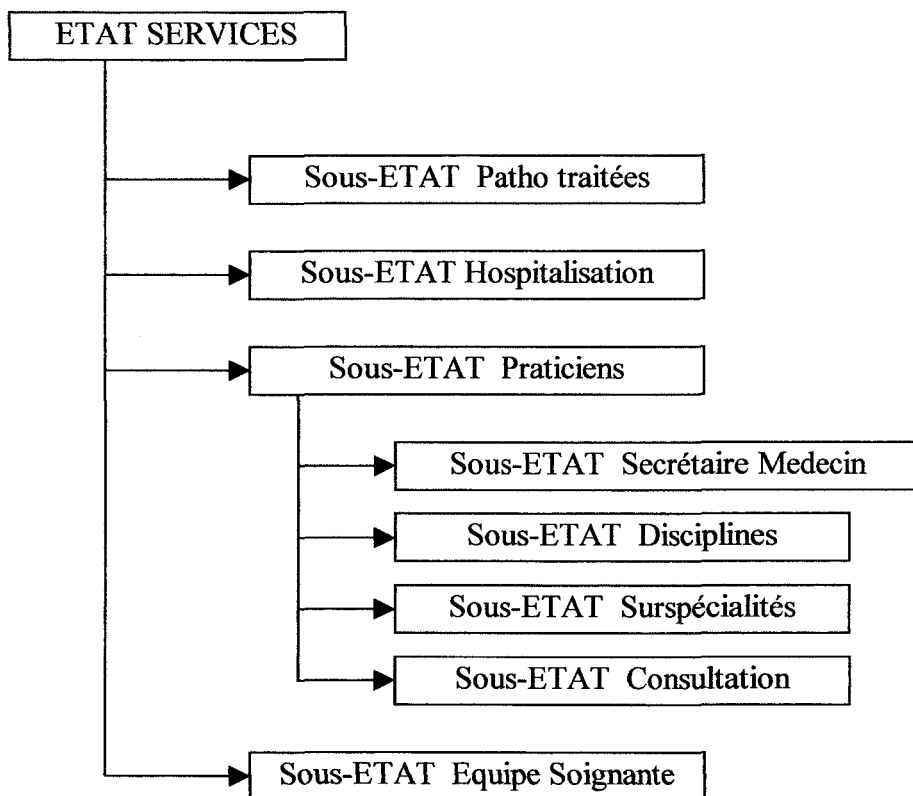 ETAT SERVICES
Sous-ETAT Patho traitées
Sous-ETAT Hospitalisation
Sous-ETAT Praticiens
Sous-ETAT Secrétaire Medecin
Sous-ETAT Disciplines
Sous-ETAT Surspécialités
Sous-ETAT Consultation
Sous-ETAT Equipe Soignante